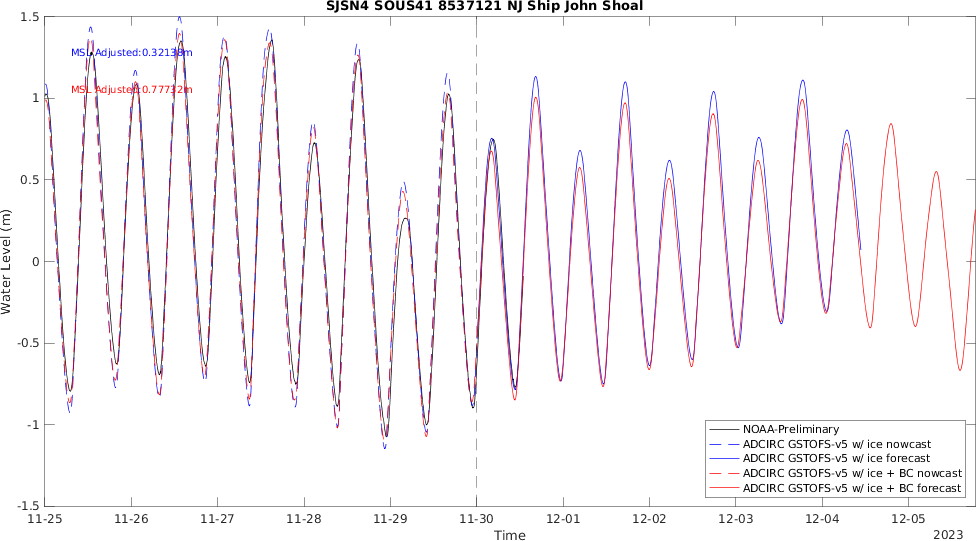 SJSN4 SOUS41 8537121 NJ Ship John Shoal
1.5
MSL Adjusted:0.32138m
MSL Adjusted:0.77732m
1
0.5
Water Level (m)
0
-0.5
-1
-1.5
NOAA-Preliminary
ADCIRC GSTOFS-v5 w/ ice nowcast
ADCIRC GSTOFS-v5 w/ ice forecast
ADCIRC GSTOFS-v5 w/ ice + BC nowcast
ADCIRC GSTOFS-v5 w/ ice + BC forecast
11-25 11-26 11-27 11-28 11-29 11-30 12-01 12-02 12-03 12-04 12-05
Time
2023